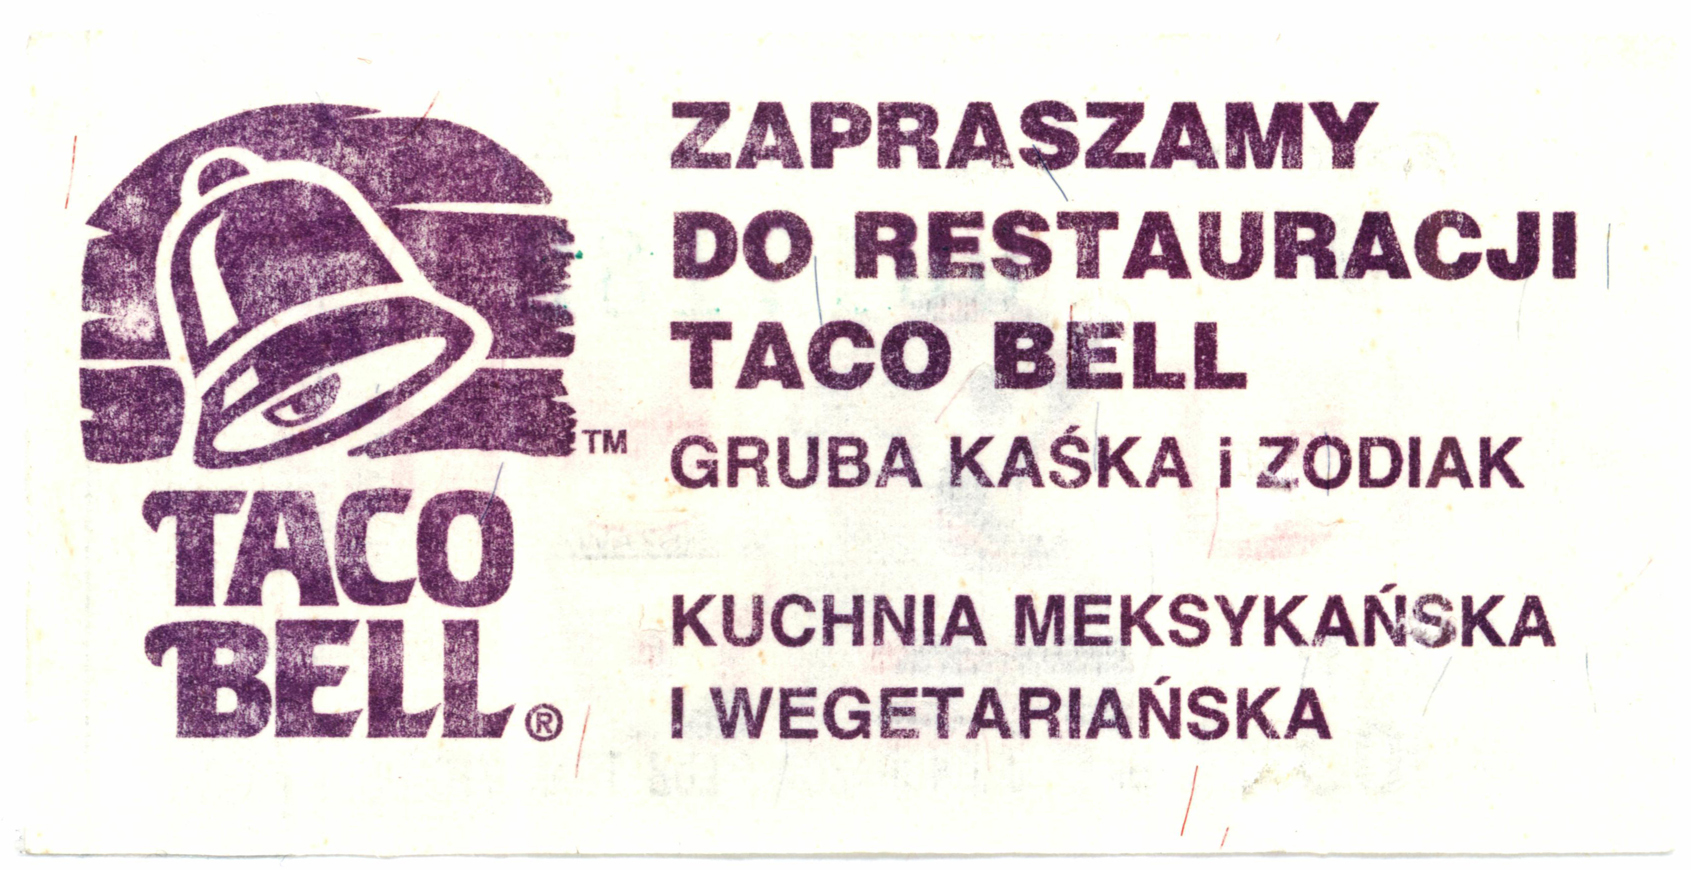 ZAPRASZAMY
DO RESTAURACJI
TACO BELL
GRUBA KAŚKA i ZODIAK
KUCHNIA MEKSYKAŃSKA
I WEGETARIAŃSKA
TM
TACO
BELL®